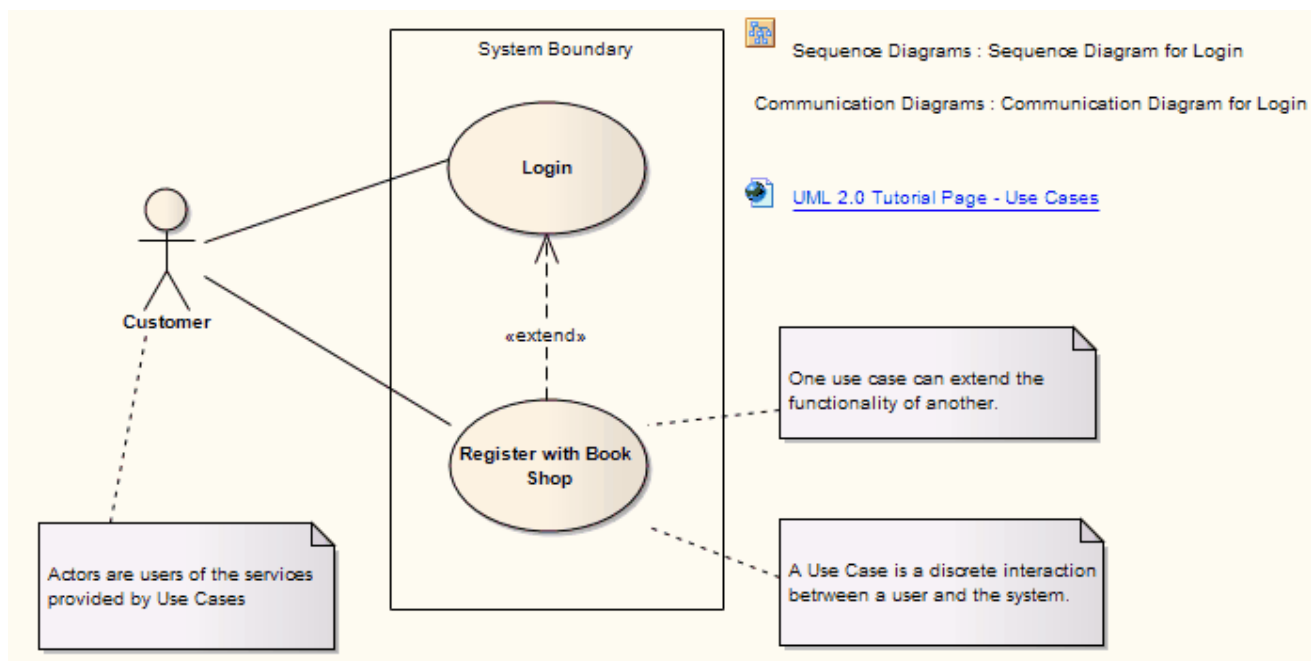 System Boundary
Sequence Diagrams : Sequence Diagram for Login
Communication Diagrams : Communication Diagram for Login
Login
UML 2.0 Tutorial Page - Use Cases
Customer
«extend»
One use case can extend the
functionality of another.
Register with Book
Shop
Actors are users of the services
provided by Use Cases
A Use Case is a discrete interaction
betrween a user and the system.